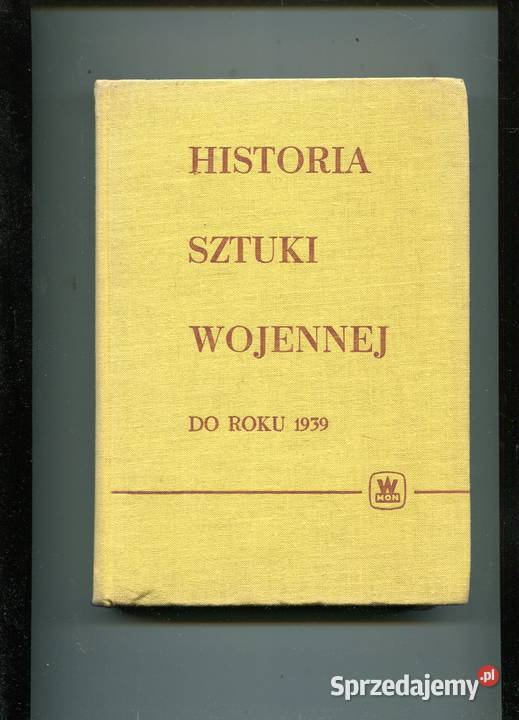 HISTORIA
SZTUKI
WOJENNEJ
DO ROKU 1939
W
MON
Sprzedajemy.pl